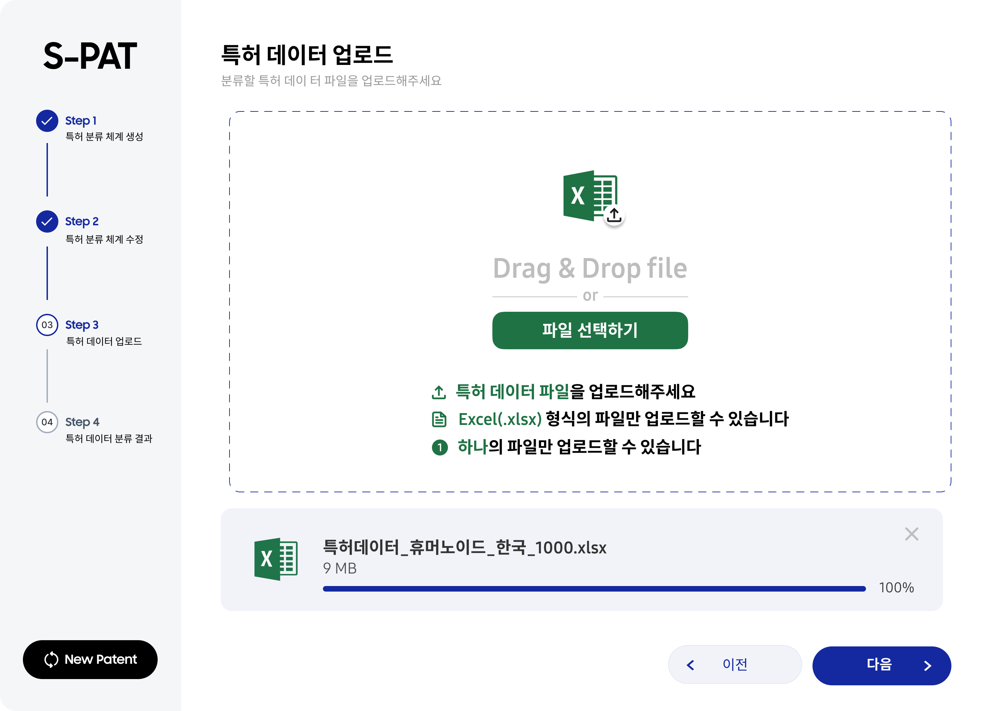 S-PAT
Step 1
특허 분류 체계 생성
Step 2
특허 분류 체계 수정
03
Step 3
특허 데이터 업로드
04
Step 4
특허 데이터 분류 결과
New Patent
특허 데이터 업로드
분류할 특허 데이 터 파일을 업로드해주세요
X
Drag & Drop file
or
파일 선택하기
특허 데이터 파일을 업로드해주세요
Excel(.xlsx) 형식의 파일만 업로드할 수 있습니다
1 하나의 파일만 업로드할 수 있습니다
X
특허데이터_휴머노이드_한국_1000.xlsx
9 MB
100%
이전
다음